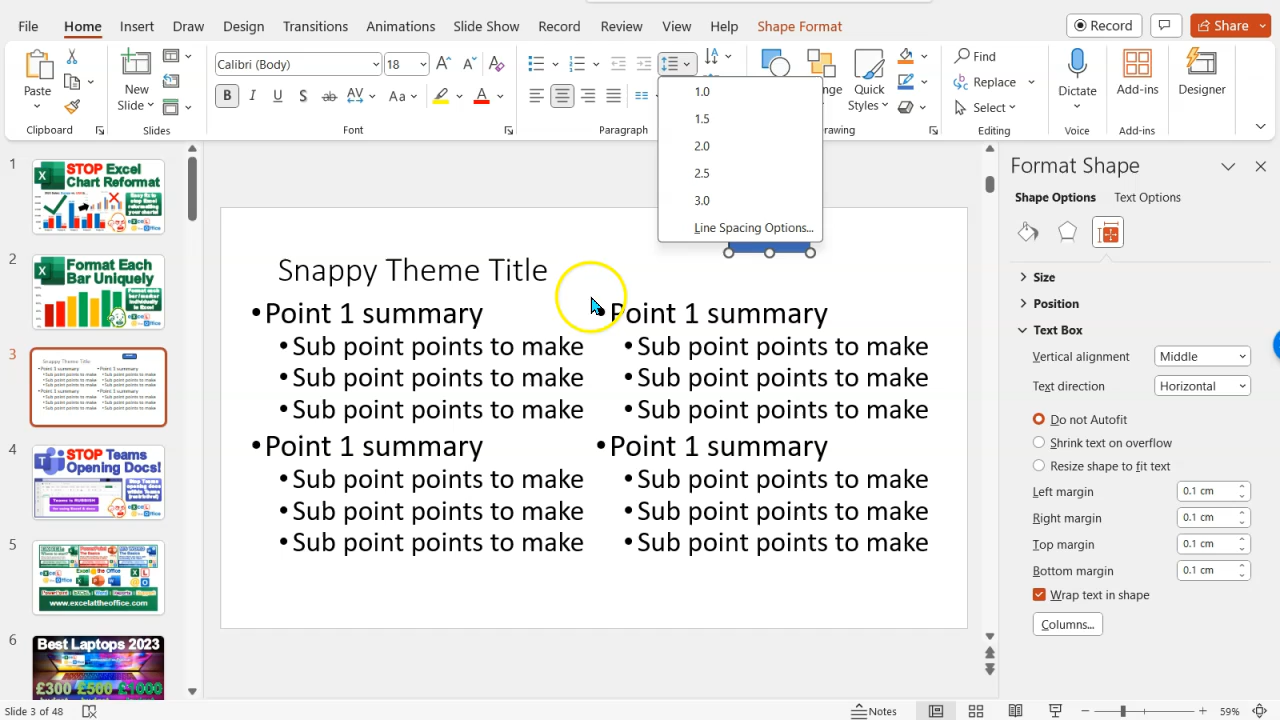 File Home Insert Draw Design Transitions Animations Slide Show Record Review View Help Shape Format Record Share
Calibri (Body) 18 Find
Paste New Slide Quick Styles Replace Dictate Add-ins Designer
B I U S ab AV Aa A Select
Clipboard Slides Font Paragraph Editing Voice Add-ins
1.0
1.5
2.0
2.5
3.0
Line Spacing Options...
1
STOP Excel
Chart Reformat
2
Format Each
Bar Uniquely
3
4
STOP Teams
Opening Docs!
5
www.excelattheoffice.com
6
Best Laptops 2023
£300 £500 £1000
Snappy Theme Title
•Point 1 summary
•Sub point points to make
•Sub point points to make
•Sub point points to make
•Point 1 summary
•Sub point points to make
•Sub point points to make
•Sub point points to make
•Point 1 summary
•Sub point points to make
•Sub point points to make
•Sub point points to make
•Point 1 summary
•Sub point points to make
•Sub point points to make
•Sub point points to make
Format Shape
Shape Options Text Options
Size
Position
Text Box
Vertical alignment Middle
Text direction Horizontal
Do not Autofit
Shrink text on overflow
Resize shape to fit text
Left margin 0.1 cm
Right margin 0.1 cm
Top margin 0.1 cm
Bottom margin 0.1 cm
Wrap text in shape
Columns...
Slide 3 of 48 Notes 59%